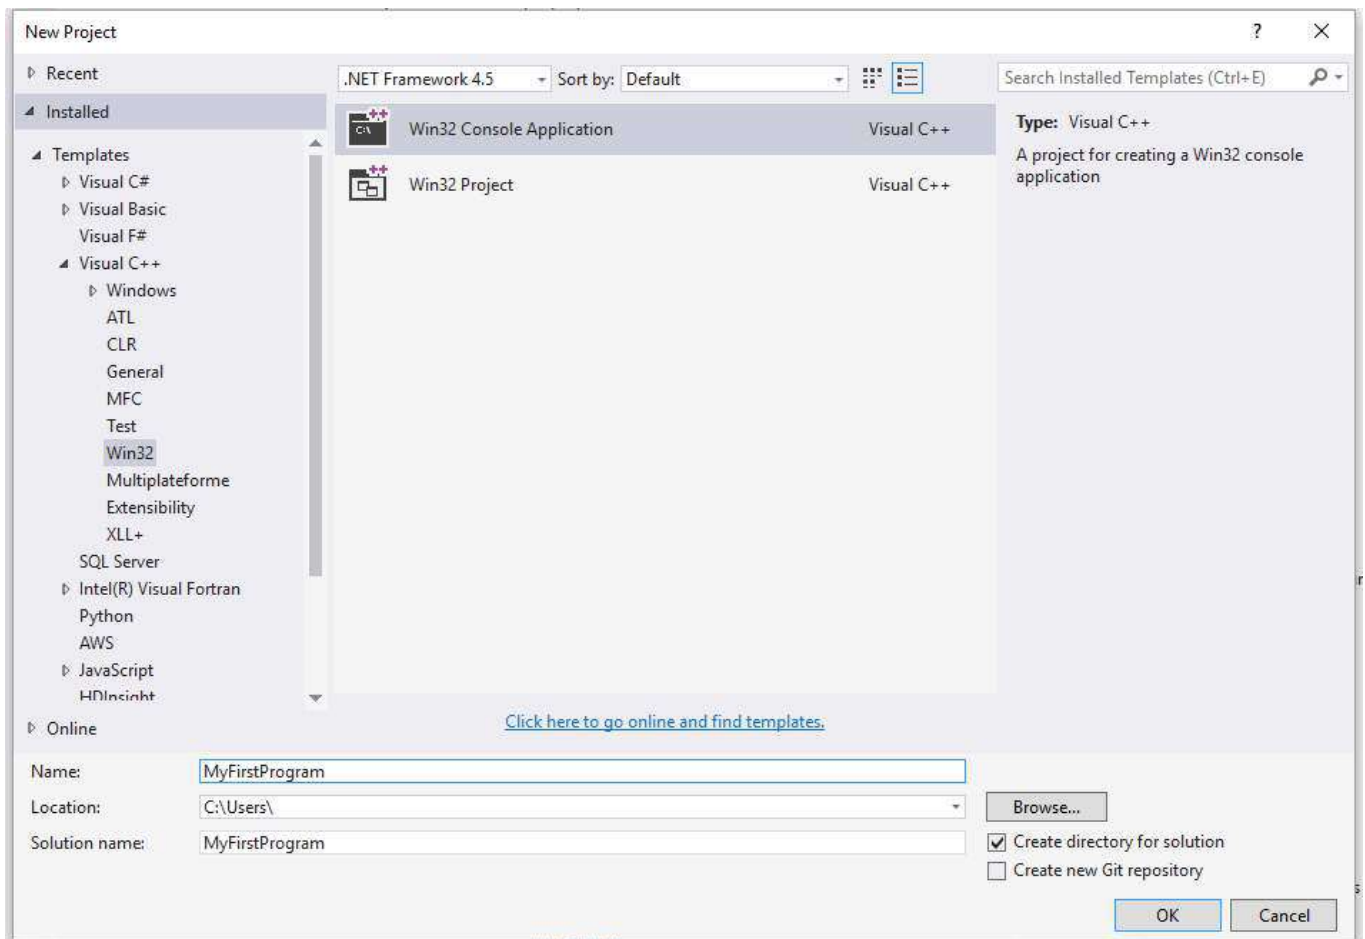 New Project
?
Recent
.NET Framework 4.5
Sort by: Default
Search Installed Templates (Ctrl+E)
Installed
Templates
Visual C#
Visual Basic
Visual F#
Visual C++
Windows
ATL
CLR
General
MFC
Test
Win32
Multiplateforme
Extensibility
XLL+
SQL Server
Intel(R) Visual Fortran
Python
AWS
JavaScript
HDInsight
Online
C:\
Win32 Console Application
Visual C++
Win32 Project
Visual C++
Click here to go online and find templates.
Type: Visual C++
A project for creating a Win32 console
application
Name:
MyFirstProgram
Location:
C:\Users\
Browse...
Solution name:
MyFirstProgram
Create directory for solution
Create new Git repository
OK
Cancel